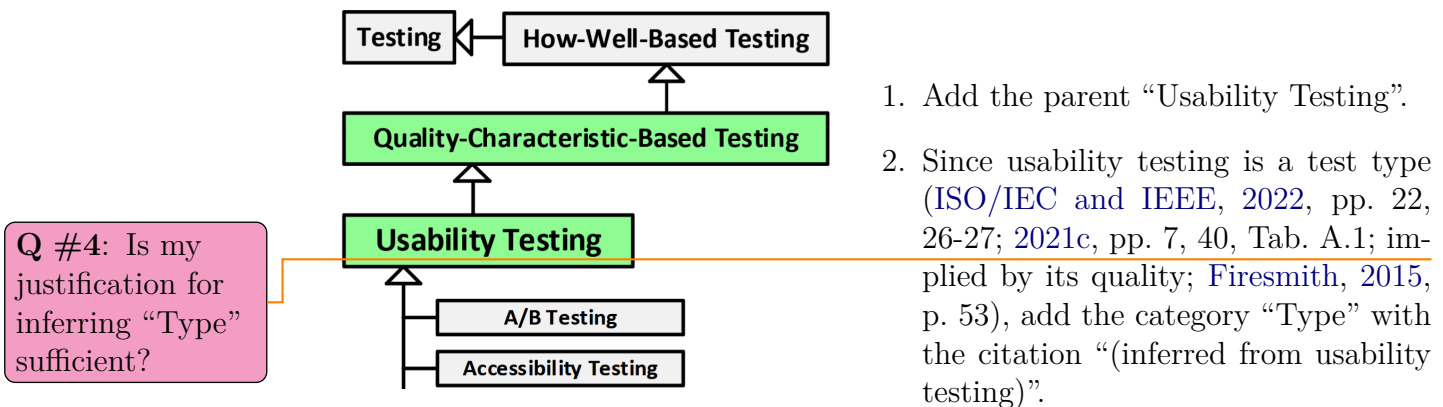 Testing
How-Well-Based Testing
Quality-Characteristic-Based Testing
Usability Testing
A/B Testing
Accessibility Testing
Q #4: Is my
justification for
inferring “Type”
sufficient?
1. Add the parent “Usability Testing”.
2. Since usability testing is a test type
(ISO/IEC and IEEE, 2022, pp. 22,
26-27; 2021c, pp. 7, 40, Tab. A.1; im-
plied by its quality; Firesmith, 2015,
p. 53), add the category “Type” with
the citation “(inferred from usability
testing)”.